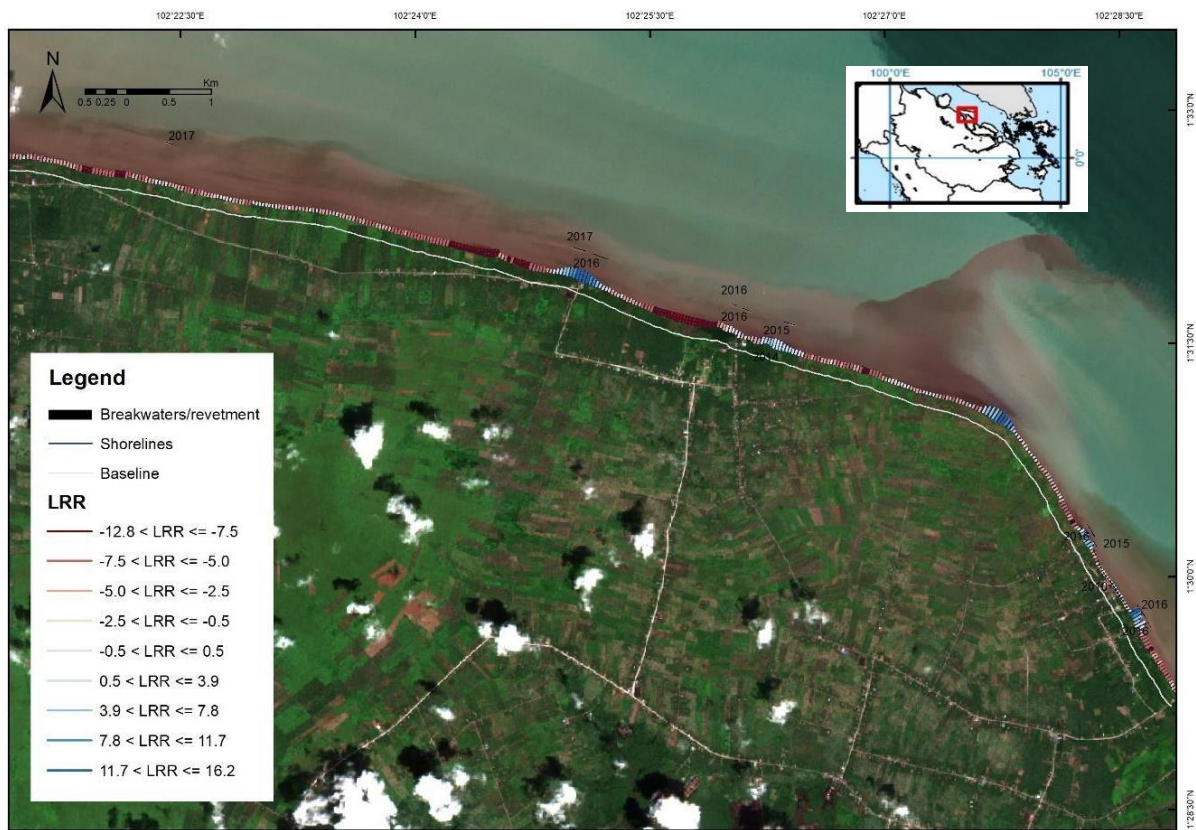 102°22'30"E
102°24'0"E
102°25'30"E
102°27'0"E
102°28'30"E
N
Km
0.5 0.25 0 0.5 1
100°0'E
105°0'E
0°0'
1°33'0"N
1°31'30"N
1°30'0"N
1°28'30"N
2017
2017
2016
2016
2016
2015
2015
2016
Legend
Breakwaters/revetment
Shorelines
Baseline
LRR
-12.8 < LRR <= -7.5
-7.5 < LRR <= -5.0
-5.0 < LRR <= -2.5
-2.5 < LRR <= -0.5
-0.5 < LRR <= 0.5
0.5 < LRR <= 3.9
3.9 < LRR <= 7.8
7.8 < LRR <= 11.7
11.7 < LRR <= 16.2